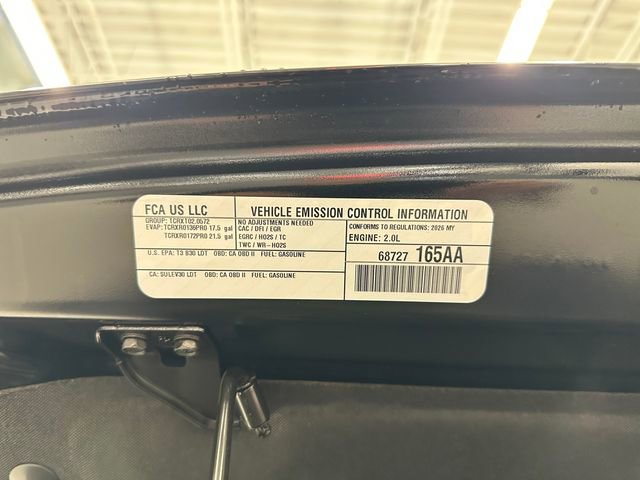 FCA US LLC
VEHICLE EMISSION CONTROL INFORMATION
GROUP: TCRXT02.0572
EVAP: TCRXR0136PR0 17.5 gal
TCRXR0172PR0 21.5 gal
NO ADJUSTMENTS NEEDED
CAC / DFI / EGR
EGRC / HO2S / TC
TWC / WR-HO2S
CONFORMS TO REGULATIONS: 2026 MY
ENGINE: 2.0L
U.S. EPA: T3 B30 LDT OBD: CA OBD II FUEL: GASOLINE
CA: SULEV30 LDT OBD: CA OBD II FUEL: GASOLINE
68727 165AA